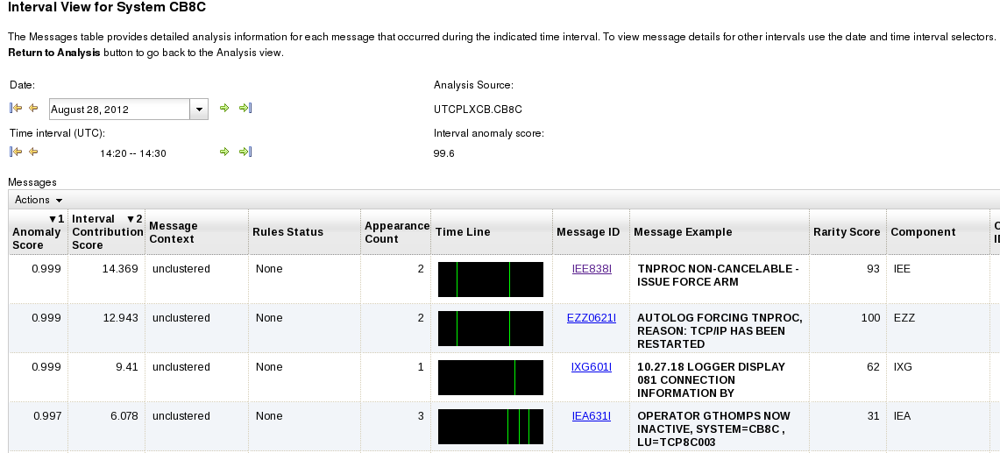 Interval View for System CB8C
The Messages table provides detailed analysis information for each message that occurred during the indicated time interval. To view message details for other intervals use the date and time interval selectors.
Return to Analysis button to go back to the Analysis view.
Date:
Analysis Source:
August 28, 2012
UTCPLXCB.CB8C
Time interval (UTC):
Interval anomaly score:
14:20 -- 14:30
99.6
Messages
Actions
▼1 Anomaly Score
Interval ▼2 Contribution Score
Message Context
Rules Status
Appearance Count
Time Line
Message ID
Message Example
Rarity Score
Component
0.999 14.369 unclustered None 2 IEE838I TNPROC NON-CANCELABLE - 93 IEE
ISSUE FORCE ARM
0.999 12.943 unclustered None 2 EZZ0621I AUTOLOG FORCING TNPROC, 100 EZZ
REASON: TCP/IP HAS BEEN
RESTARTED
0.999 9.41 unclustered None 1 IXG601I 10.27.18 LOGGER DISPLAY 62 IXG
081 CONNECTION
INFORMATION BY
0.997 6.078 unclustered None 3 IEA631I OPERATOR GTHOMPS NOW 31 IEA
INACTIVE, SYSTEM=CB8C ,
LU=TCP8C003